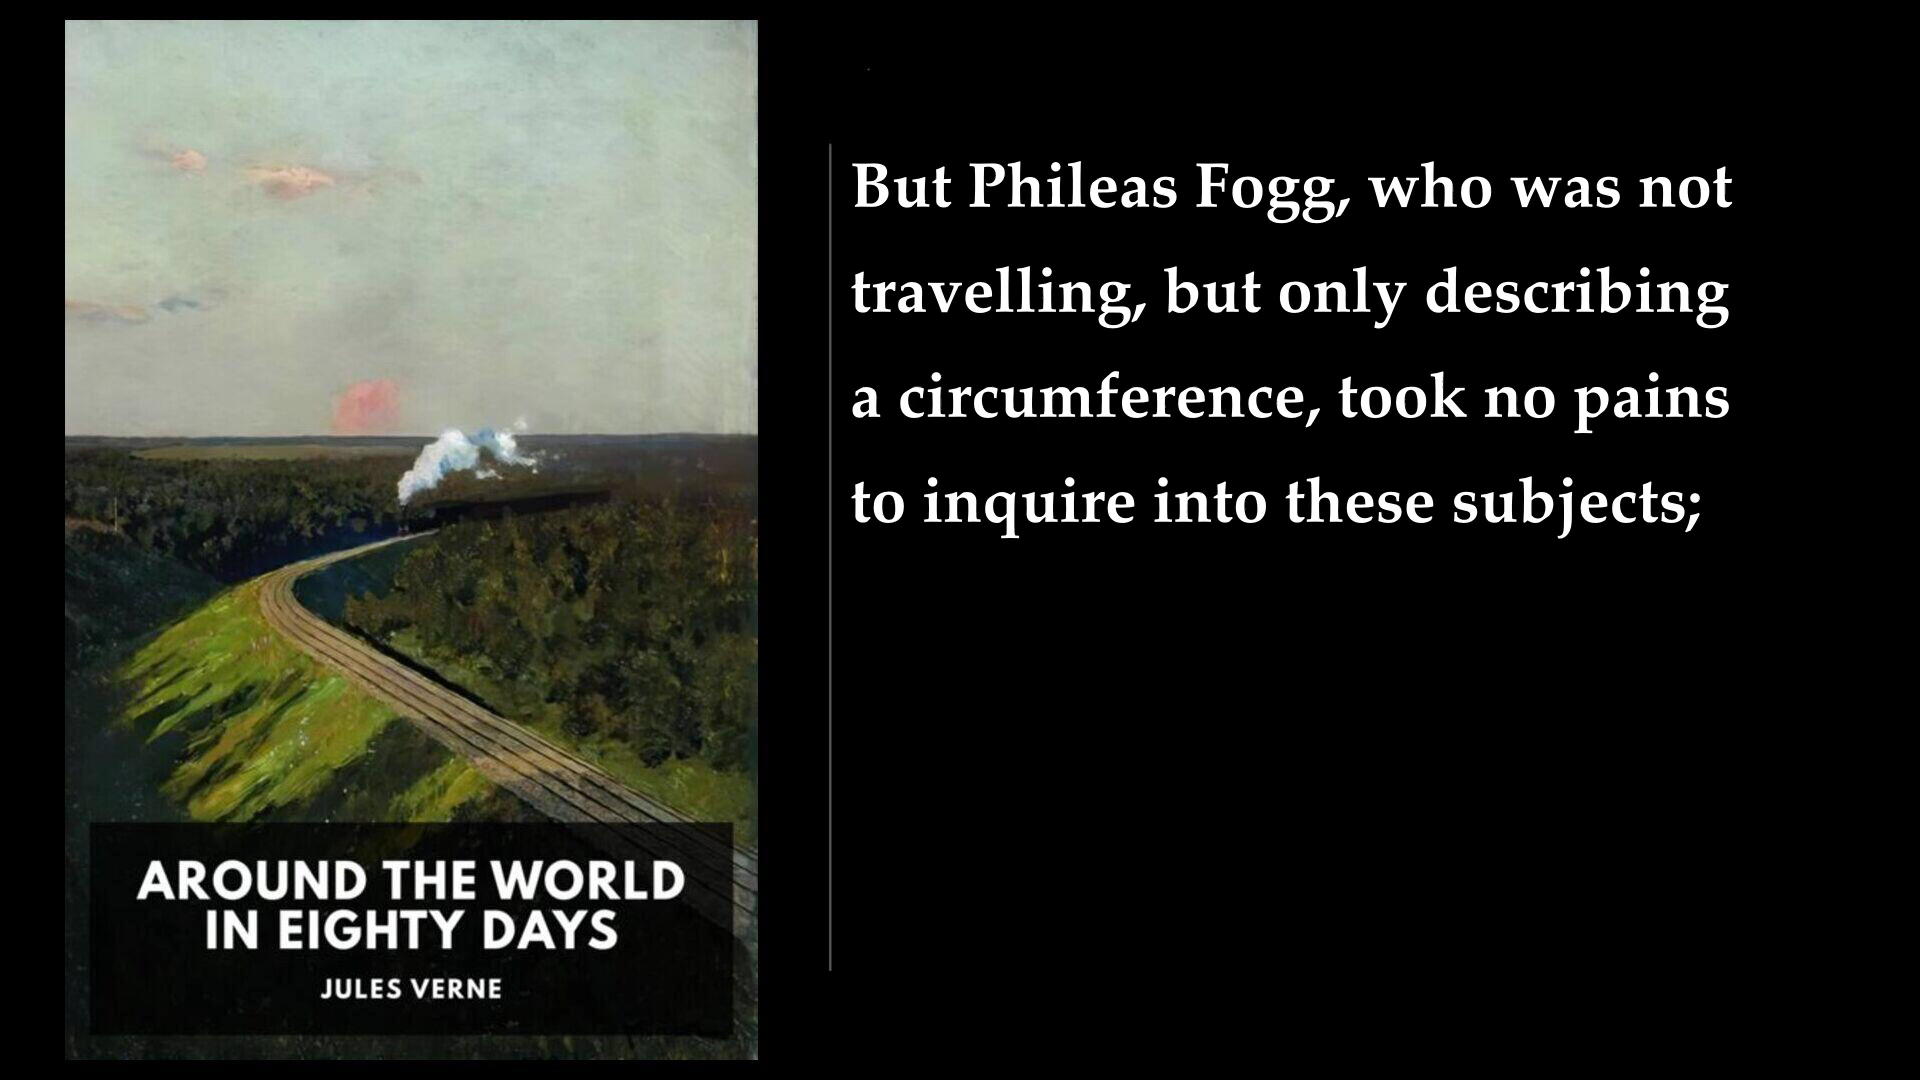 But Phileas Fogg, who was not
travelling, but only describing
a circumference, took no pains
to inquire into these subjects;
AROUND THE WORLD
IN EIGHTY DAYS
JULES VERNE